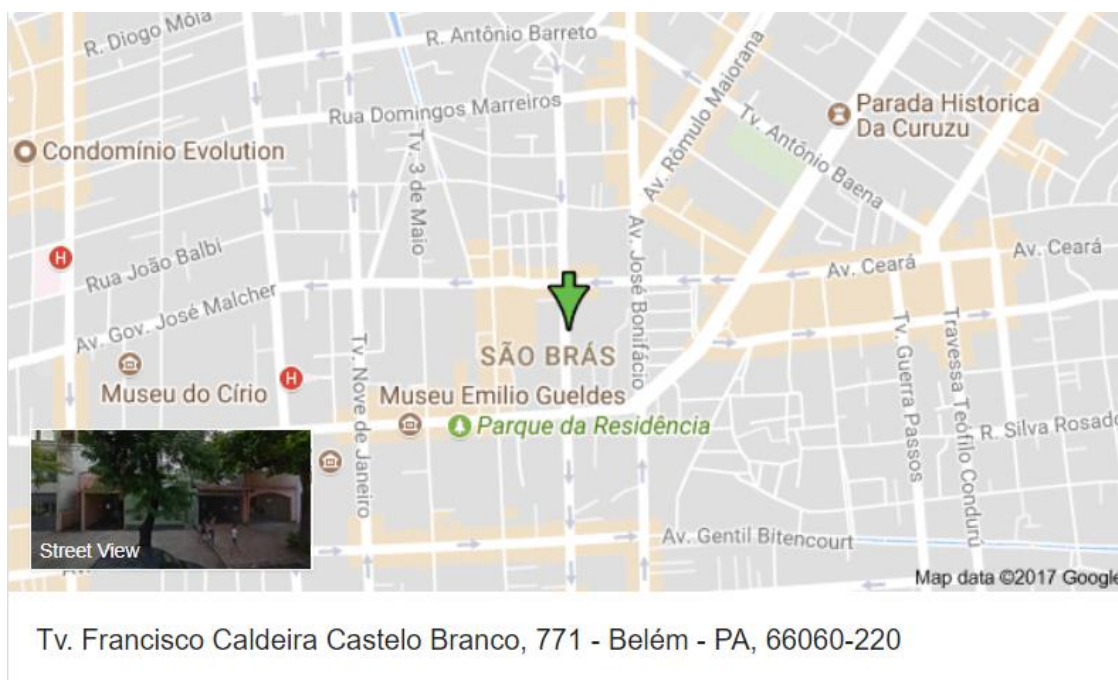 R. Diogo Móia
R. Antônio Barreto
Rua Domingos Marreiros
Av. Rômulo Maiorana
Parada Historica
Da Curuzu
Tv. Antônio Baena
Condomínio Evolution
Tv. 3 de Maio
H
Rua João Balbi
Av. José Bonifácio
Av. Ceará
Av. Ceará
Av. Gov. José Malcher
SÃO BRÁS
Tv. Nove de Janeiro
Museu do Círio
H
Museu Emilio Gueldes
Parque da Residência
Tv. Guerra Passos
Travessa Teófilo Condurú
R. Silva Rosado
Street View
Av. Gentil Bitencourt
Map data ©2017 Google
Tv. Francisco Caldeira Castelo Branco, 771 - Belém - PA, 66060-220